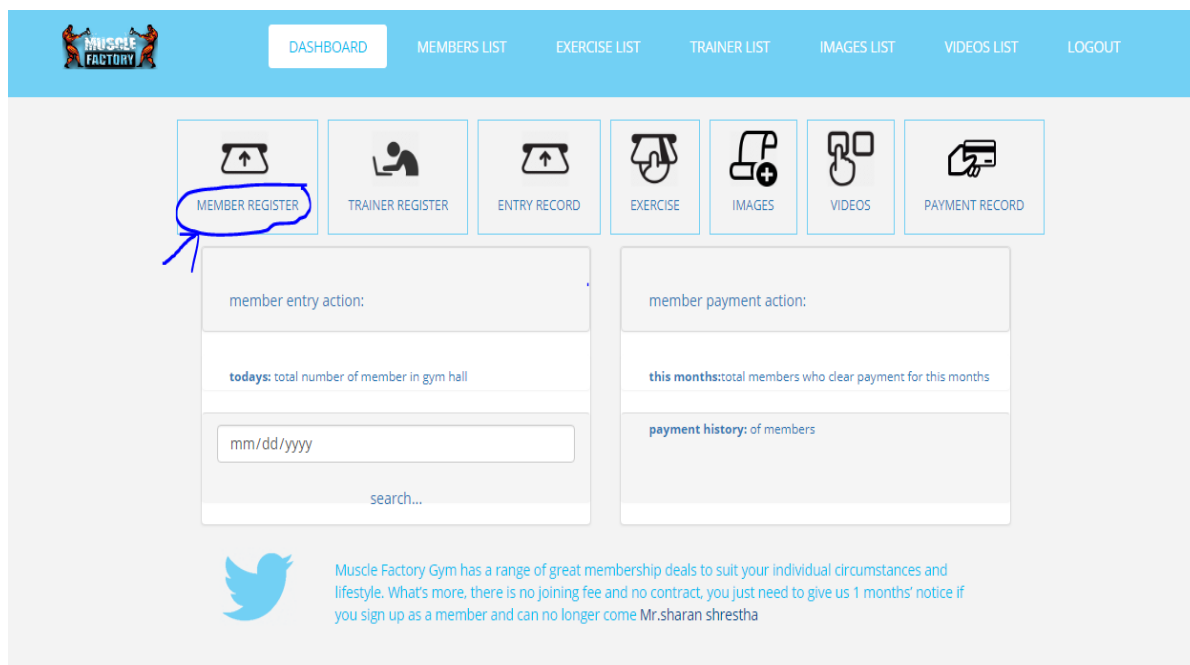 MUSCLE
FACTORY
DASHBOARD MEMBERS LIST EXERCISE LIST TRAINER LIST IMAGES LIST VIDEOS LIST LOGOUT
MEMBER REGISTER TRAINER REGISTER ENTRY RECORD EXERCISE IMAGES VIDEOS PAYMENT RECORD
member entry action:
todays: total number of member in gym hall
mm/dd/yyyy
search...
member payment action:
this months:total members who clear payment for this months
payment history: of members
Muscle Factory Gym has a range of great membership deals to suit your individual circumstances and
lifestyle. What's more, there is no joining fee and no contract, you just need to give us 1 months' notice if
you sign up as a member and can no longer come Mr.sharan shrestha